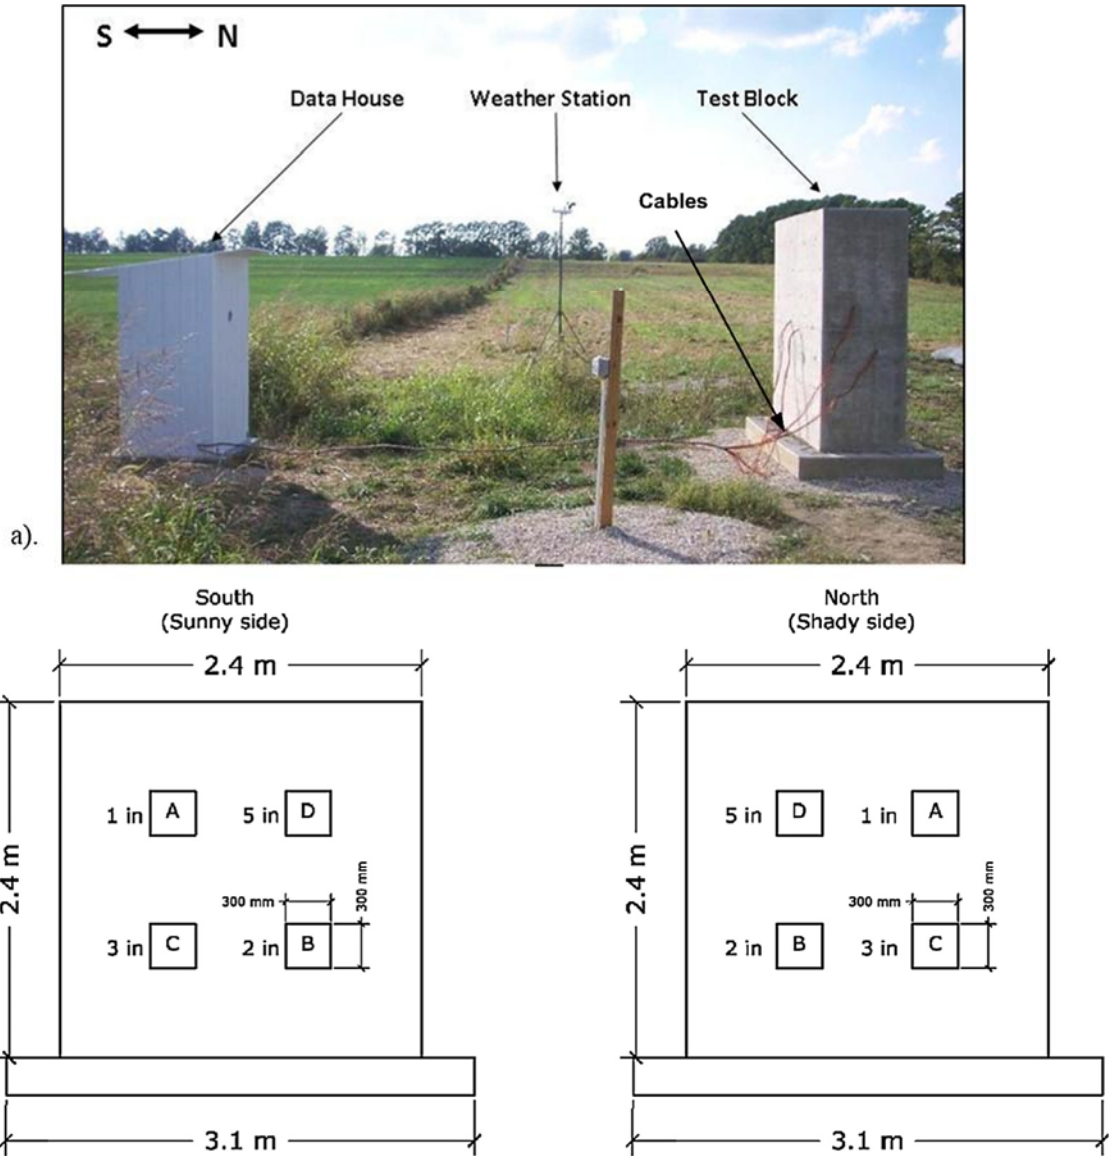 S N
Data House
Weather Station
Test Block
Cables
a).
South
(Sunny side)
2.4 m
2.4 m
1 in A
5 in D
300 mm
300 mm
3 in C
2 in B
3.1 m
North
(Shady side)
2.4 m
2.4 m
5 in D
1 in A
300 mm
300 mm
2 in B
3 in C
3.1 m